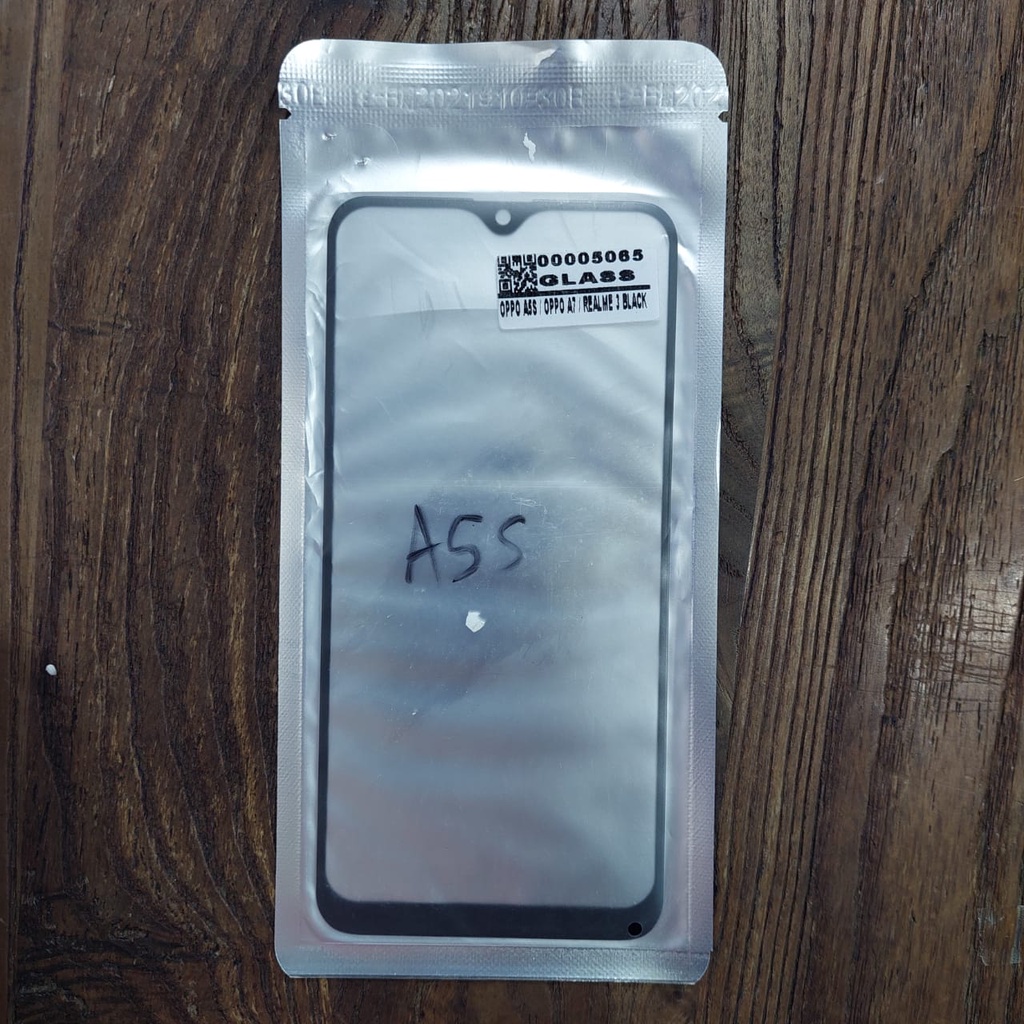 00005065
GLASS
OPPO A5S / OPPO A7 / REALME 3 BLACK
A5S